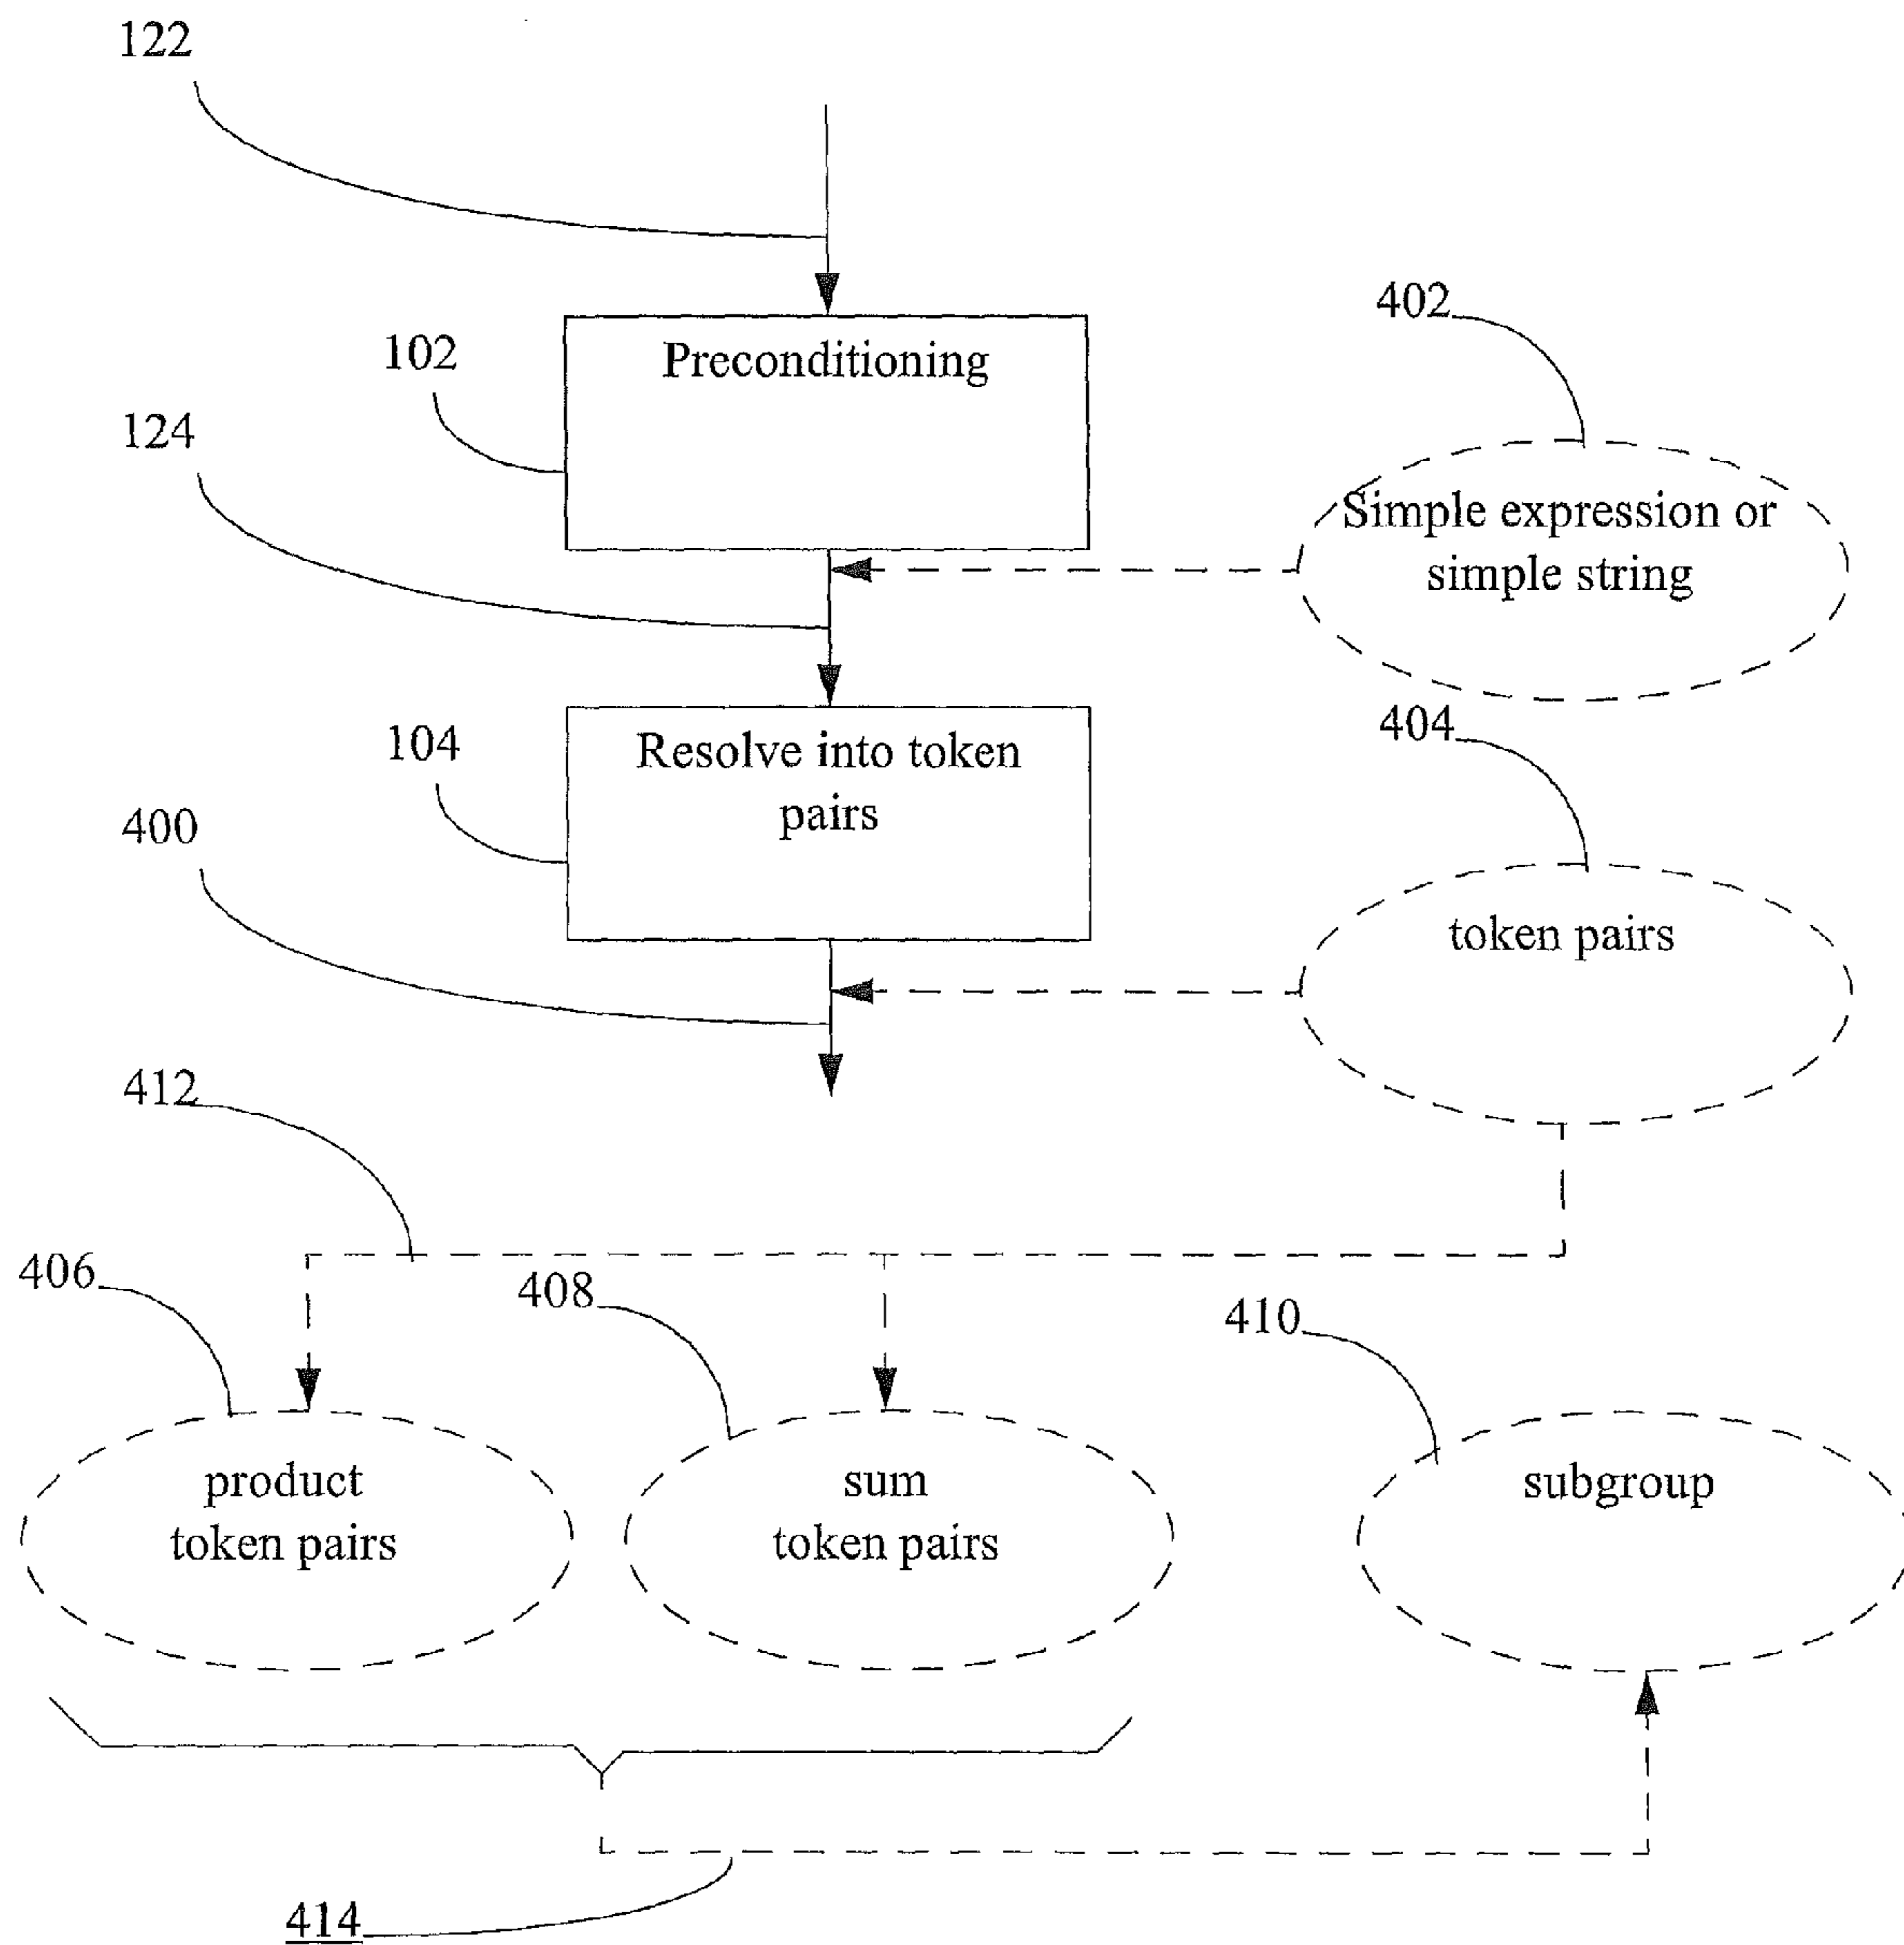 122
402
102
Preconditioning
124
Simple expression or
simple string
404
104
Resolve into token
pairs
400
token pairs
412
406
408
410
product
token pairs
sum
token pairs
subgroup
414